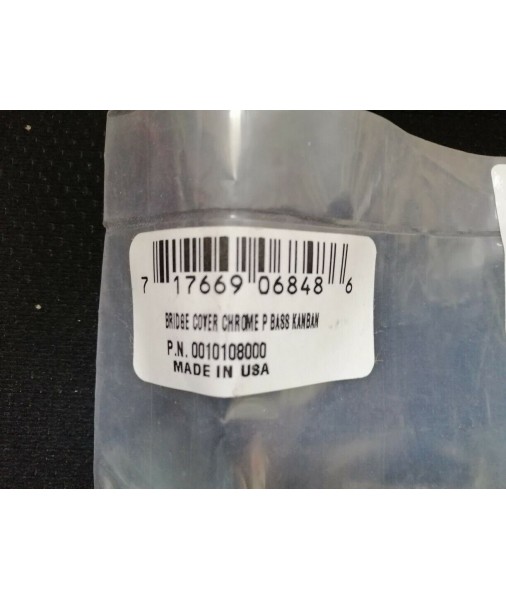 7 17669 06848 6
BRIDGE COVER CHROME P BASS KANBAN
P.N. 0010108000
MADE IN USA